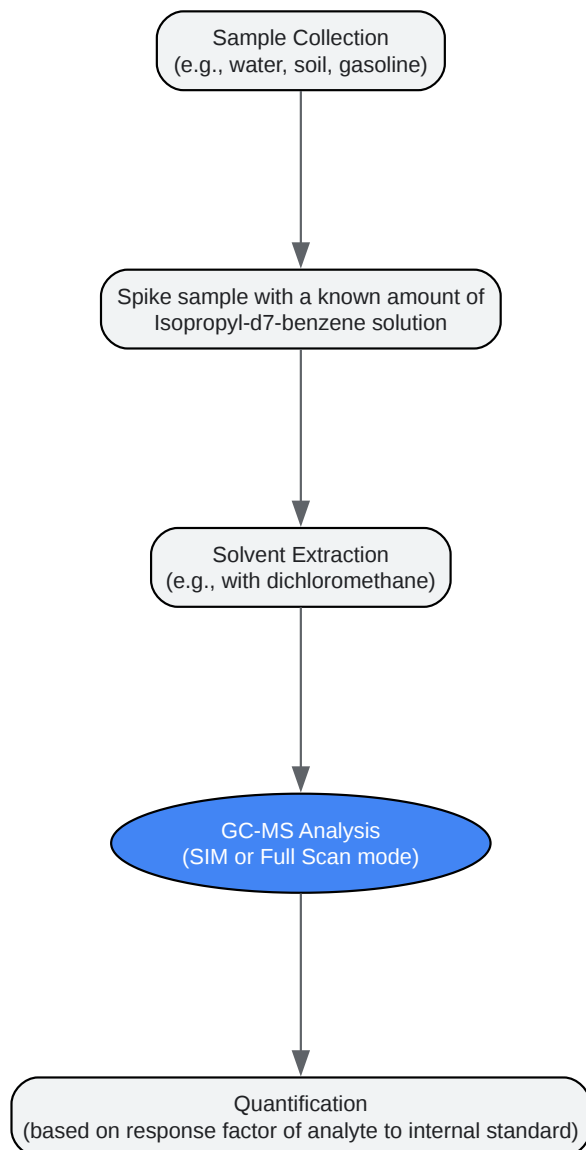 Sample Collection
(e.g., water, soil, gasoline)
Spike sample with a known amount of
Isopropyl-d7-benzene solution
Solvent Extraction
(e.g., with dichloromethane)
GC-MS Analysis
(SIM or Full Scan mode)
Quantification
(based on response factor of analyte to internal standard)